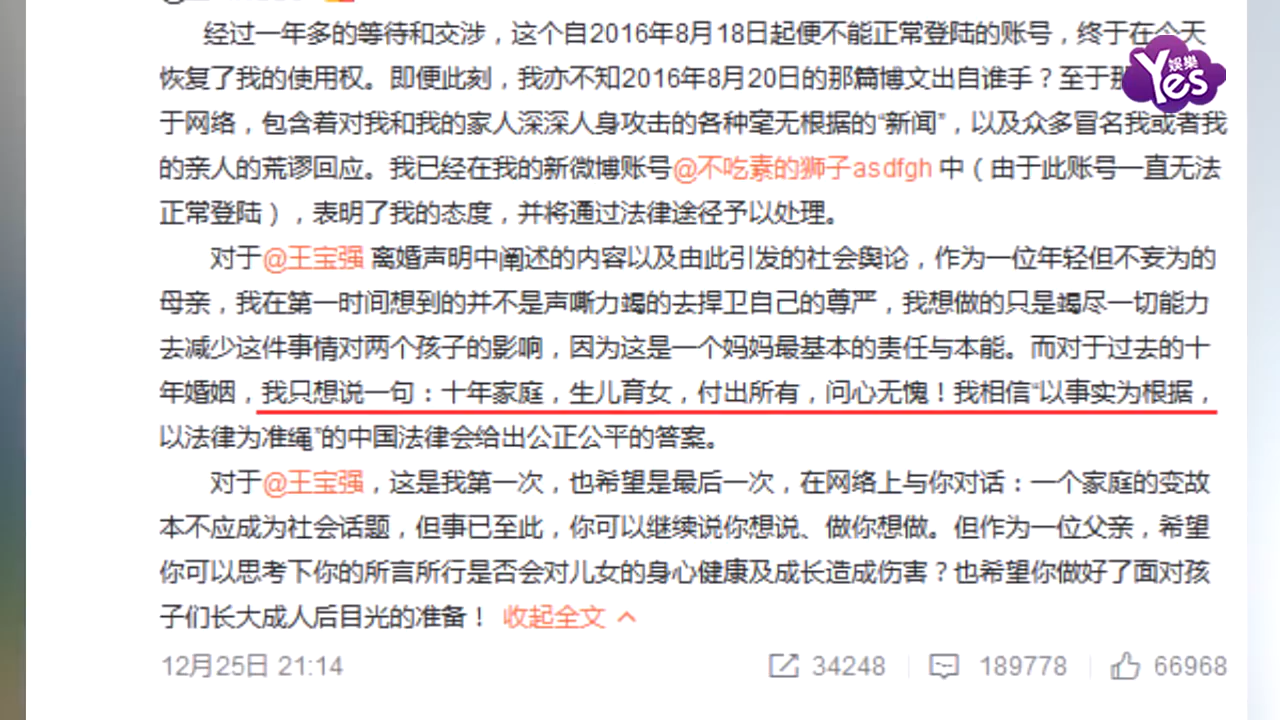 经过一年多的等待和交涉，这个自2016年8月18日起便不能正常登陆的账号，终于在今天
恢复了我的使用权。即便此刻，我亦不知2016年8月20日的那篇博文出自谁手？至于那
于网络，包含着对我和我的家人深深人身攻击的各种毫无根据的“新闻”，以及众多冒名我或者我
的亲人的荒谬回应。我已经在我的新微博账号@不吃素的狮子asdfgh 中（由于此账号一直无法
正常登陆），表明了我的态度，并将通过法律途径予以处理。
对于@王宝强 离婚声明中阐述的内容以及由此引发的社会舆论，作为一位年轻但不妄为的
母亲，我在第一时间想到的并不是声嘶力竭的去捍卫自己的尊严，我想做的只是竭尽一切能力
去减少这件事情对两个孩子的影响，因为这是一个妈妈最基本的责任与本能。而对于过去的十
年婚姻，我只想说一句：十年家庭，生儿育女，付出所有，问心无愧！我相信“以事实为根据，
以法律为准绳”的中国法律会给出公正公平的答案。
对于@王宝强，这是我第一次，也希望是最后一次，在网络上与你对话：一个家庭的变故
本不应成为社会话题，但事已至此，你可以继续说你想说、做你想做。但作为一位父亲，希望
你可以思考下你的所言所行是否会对儿女的身心健康及成长造成伤害？也希望你做好了面对孩
子们长大成人后目光的准备！ 收起全文
12月25日 21:14 34248 189778 66968
Yes 娛樂